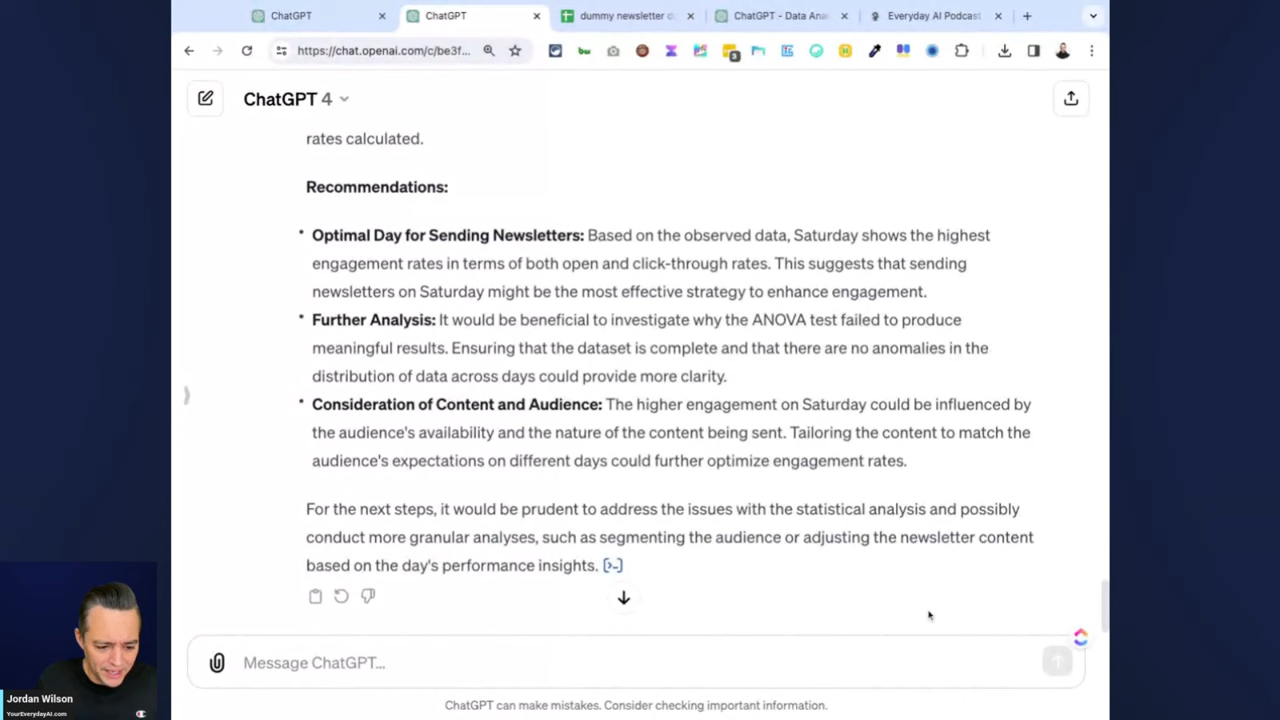 ChatGPT
ChatGPT
dummy newsletter d
ChatGPT - Data Ana
Everyday AI Podcast
https://chat.openai.com/c/be3f...
3
ChatGPT 4
rates calculated.
Recommendations:
• Optimal Day for Sending Newsletters: Based on the observed data, Saturday shows the highest
engagement rates in terms of both open and click-through rates. This suggests that sending
newsletters on Saturday might be the most effective strategy to enhance engagement.
• Further Analysis: It would be beneficial to investigate why the ANOVA test failed to produce
meaningful results. Ensuring that the dataset is complete and that there are no anomalies in the
distribution of data across days could provide more clarity.
• Consideration of Content and Audience: The higher engagement on Saturday could be influenced by
the audience's availability and the nature of the content being sent. Tailoring the content to match the
audience's expectations on different days could further optimize engagement rates.
For the next steps, it would be prudent to address the issues with the statistical analysis and possibly
conduct more granular analyses, such as segmenting the audience or adjusting the newsletter content
based on the day's performance insights. [>-]
Message ChatGPT...
Jordan Wilson
YourEverydayAI.com
ChatGPT can make mistakes. Consider checking important information.